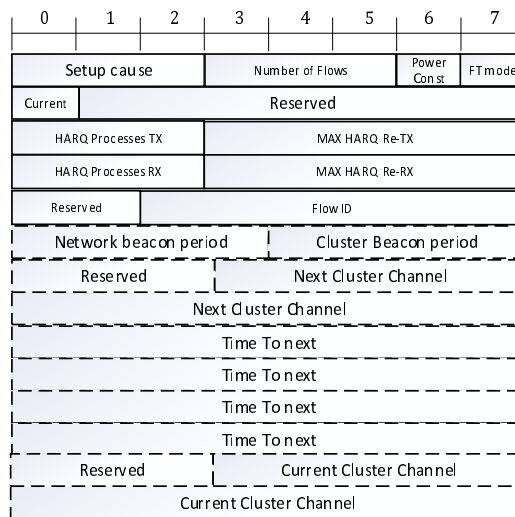 0 1 2 3 4 5 6 7
Setup cause Number of Flows Power Const FT mode
Current Reserved
HARQ Processes TX MAX HARQ Re-TX
HARQ Processes RX MAX HARQ Re-RX
Reserved Flow ID
Network beacon period Cluster Beacon period
Reserved Next Cluster Channel
Next Cluster Channel
Time To next
Time To next
Time To next
Time To next
Reserved Current Cluster Channel
Current Cluster Channel